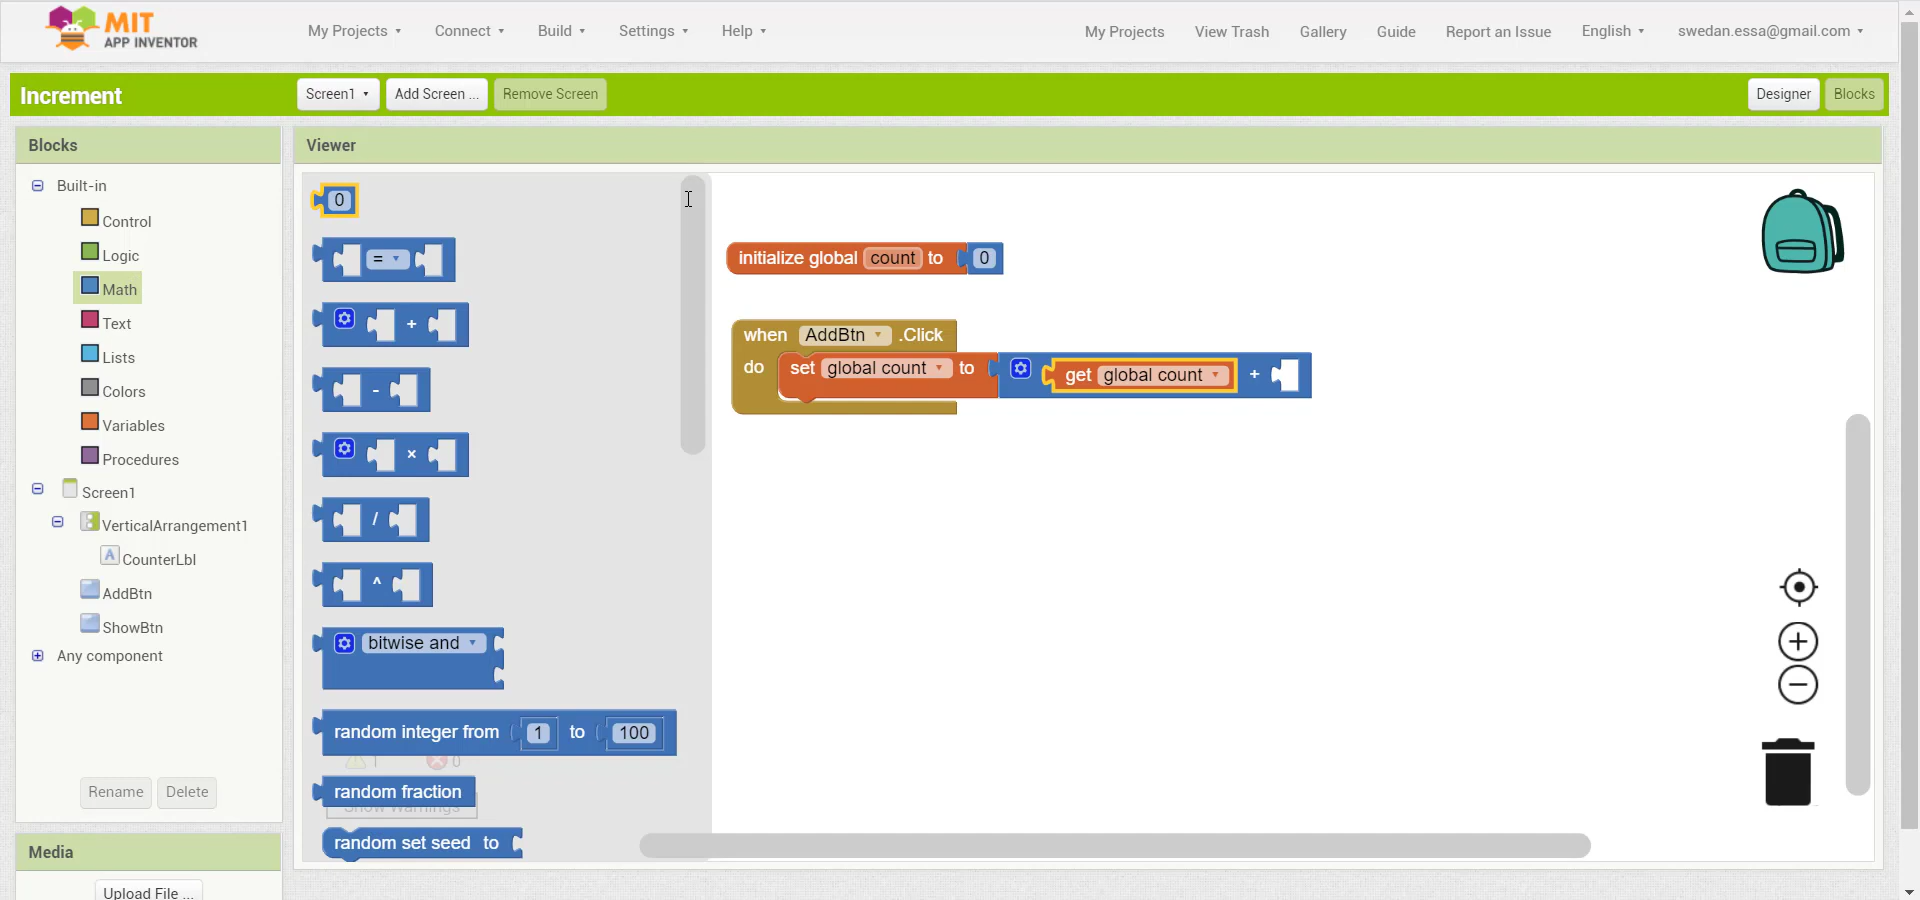 MIT
APP INVENTOR
My Projects
Connect
Build
Settings
Help
My Projects
View Trash
Gallery
Guide
Report an Issue
English
swedan.essa@gmail.com
Increment
Screen1
Add Screen ...
Remove Screen
Designer
Blocks
Blocks
Built-in
Control
Logic
Math
Text
Lists
Colors
Variables
Procedures
Screen1
VerticalArrangement1
CounterLbl
AddBtn
ShowBtn
Any component
Rename
Delete
Media
Upload File ...
Viewer
0
=
+
-
×
/
^
bitwise and
random integer from 1 to 100
1 0
random fraction
Show Warnings
random set seed to
initialize global count to 0
when AddBtn .Click
do set global count to get global count +